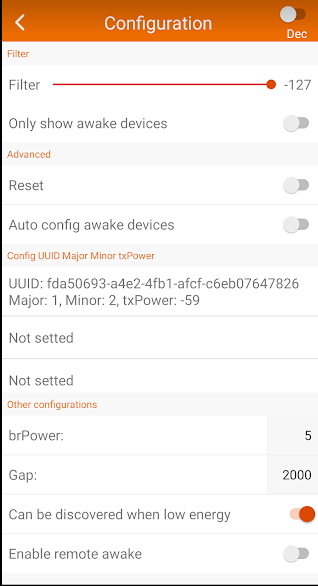 Configuration
Dec
Filter
Filter -127
Only show awake devices
Advanced
Reset
Auto config awake devices
Config UUID Major Minor txPower
UUID: fda50693-a4e2-4fb1-afcf-c6eb07647826
Major: 1, Minor: 2, txPower: -59
Not setted
Not setted
Other configurations
brPower: 5
Gap: 2000
Can be discovered when low energy
Enable remote awake